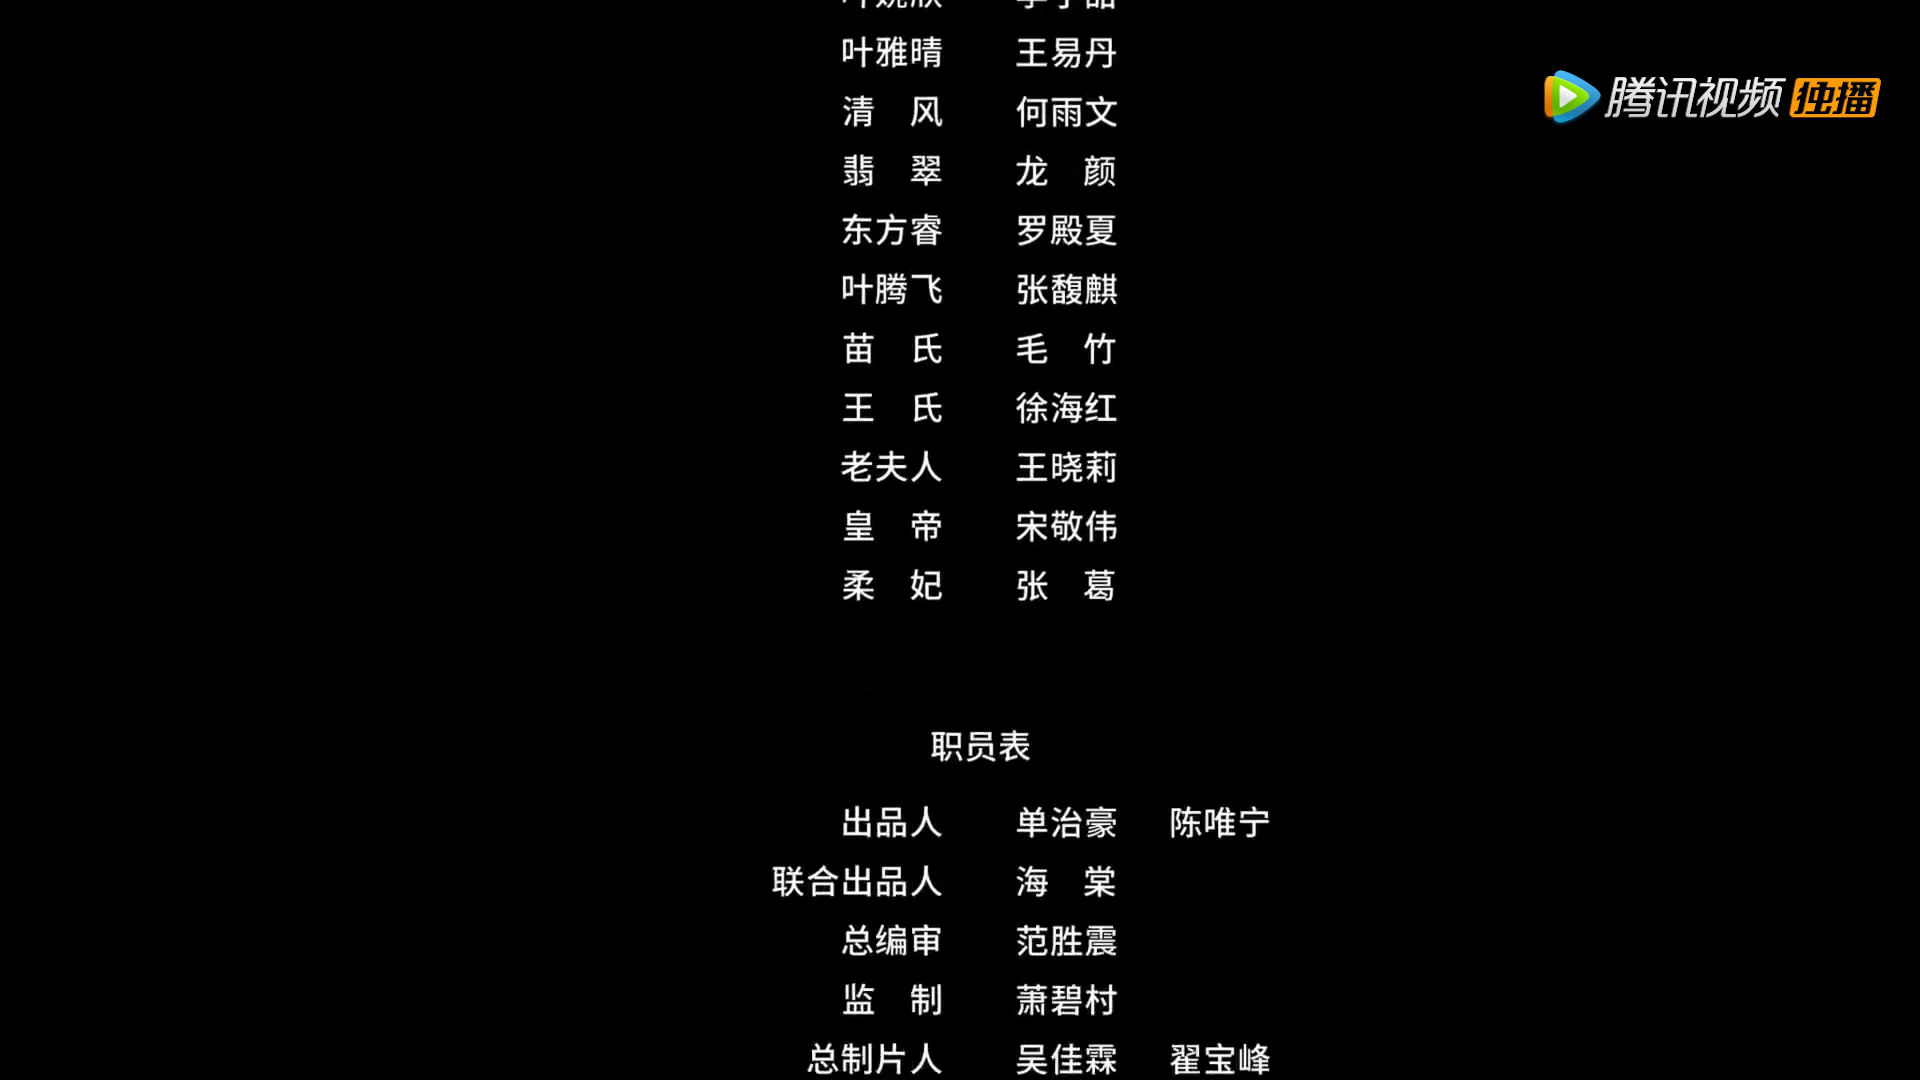 叶雅晴 王易丹
腾讯视频 独播
清 风 何雨文
翡 翠 龙 颜
东方睿 罗殿夏
叶腾飞 张馥麒
苗 氏 毛 竹
王 氏 徐海红
老夫人 王晓莉
皇 帝 宋敬伟
柔 妃 张 葛
职员表
出品人 单治豪 陈唯宁
联合出品人 海 棠
总编审 范胜震
监 制 萧碧村
总制片人 吴佳霖 翟宝峰